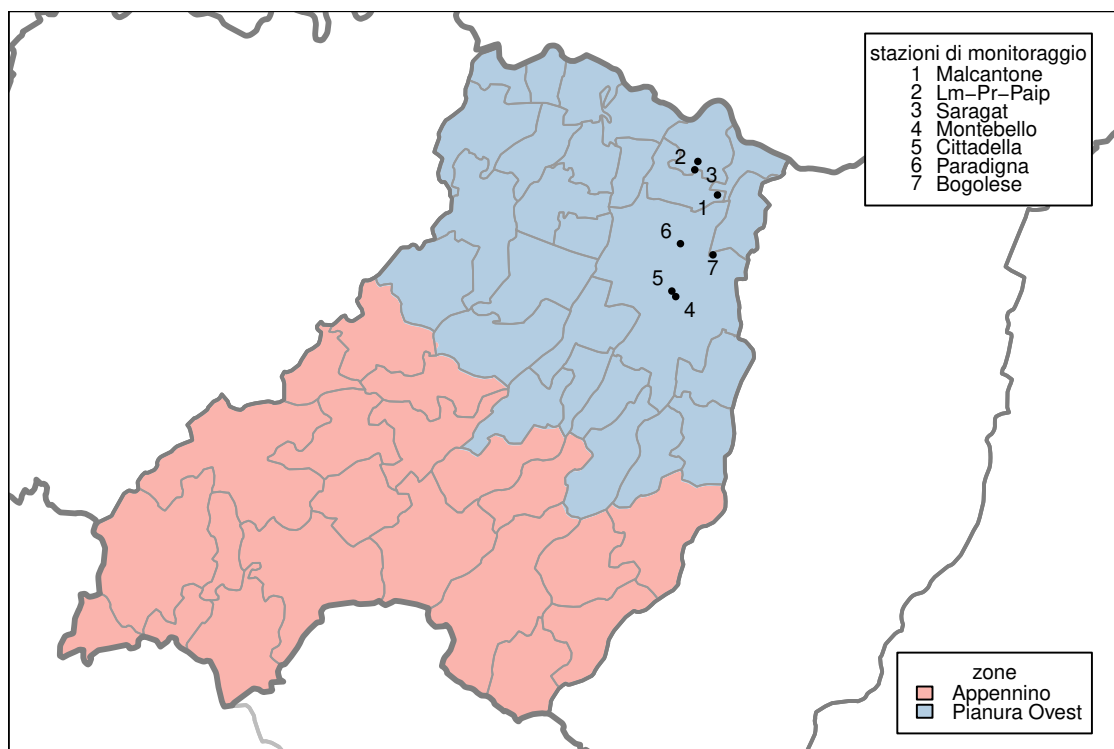 stazioni di monitoraggio
1 Malcantone
2 Lm−Pr−Paip
3 Saragat
4 Montebello
5 Cittadella
6 Paradigna
7 Bogolese
2
3
1
6
7
5
4
zone
Appennino
Pianura Ovest